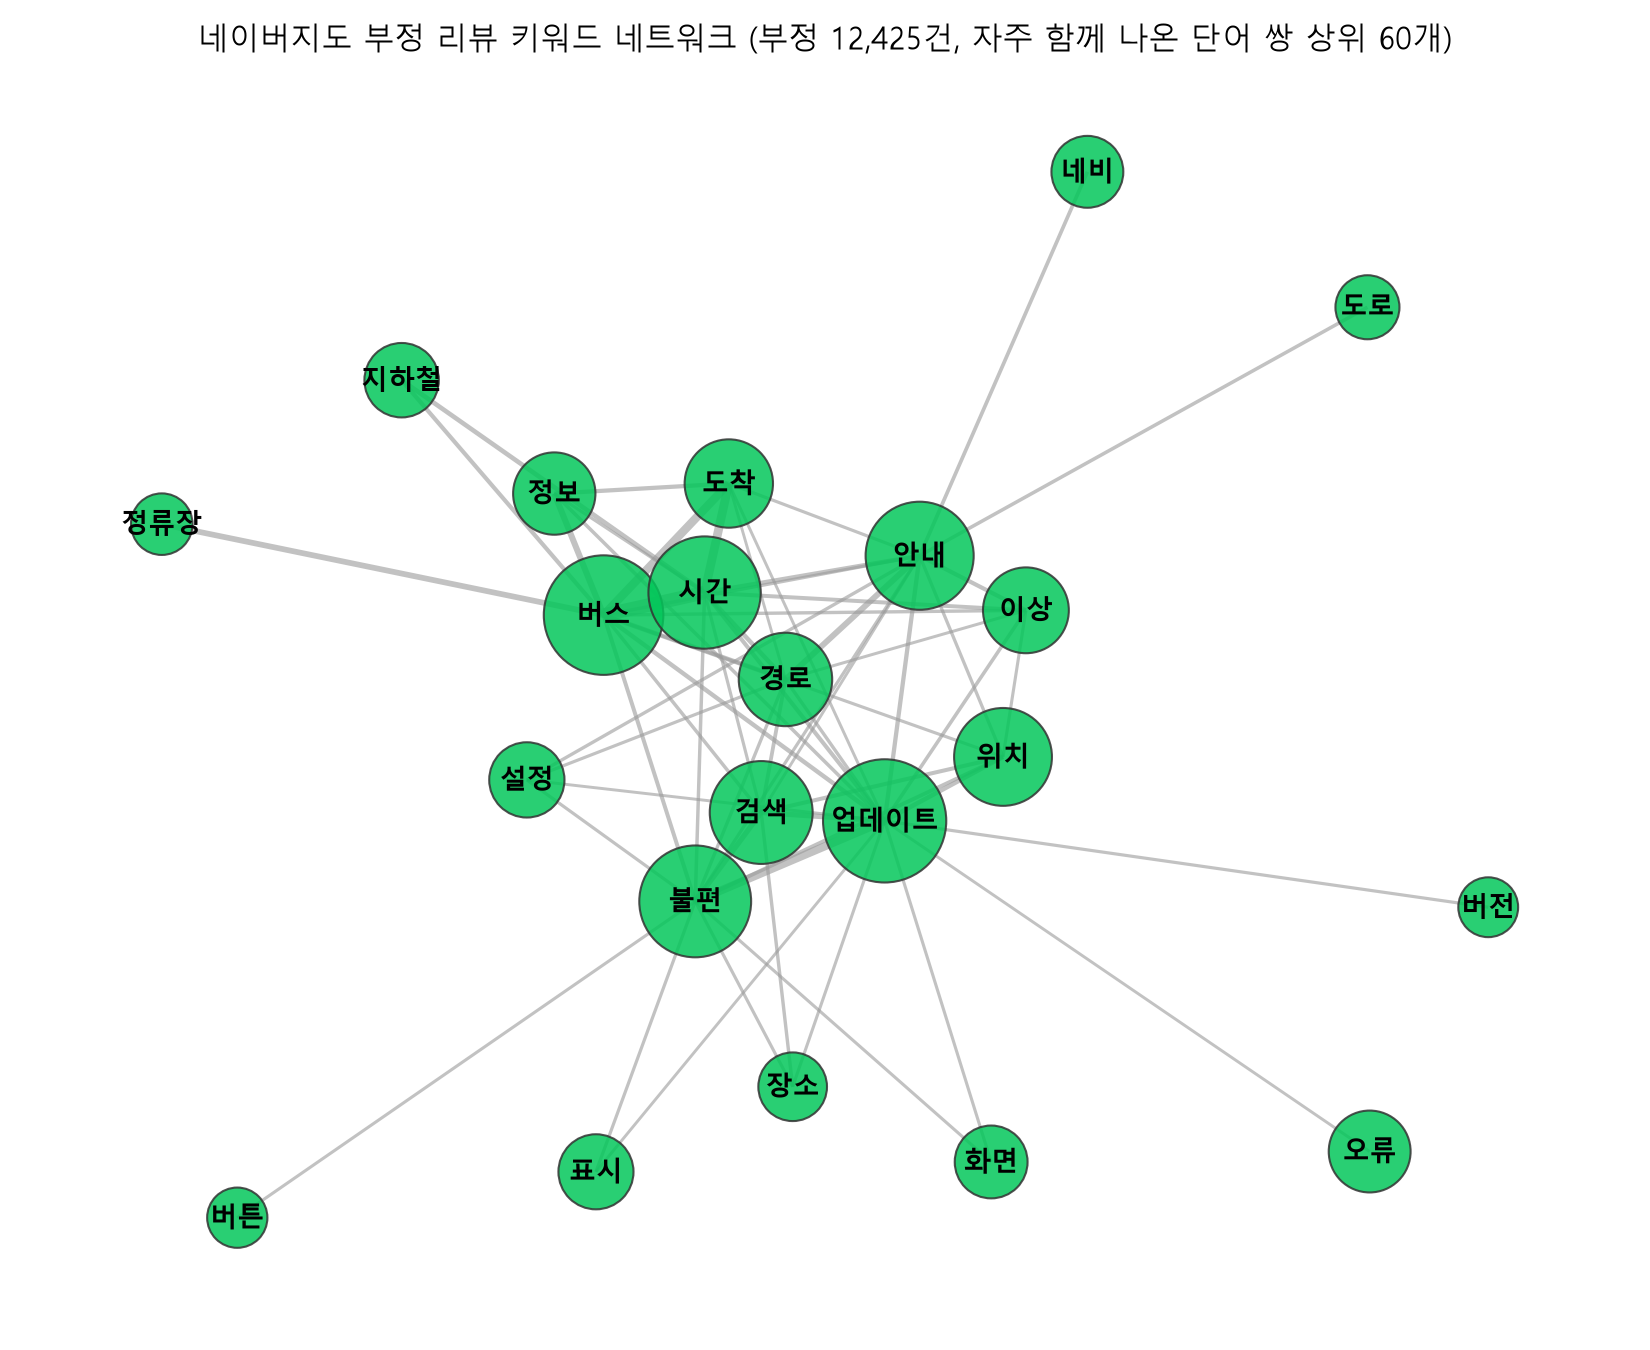 네이버지도 부정 리뷰 키워드 네트워크 (부정 12,425건, 자주 함께 나온 단어 쌍 상위 60개)
네비
도로
지하철
정보
도착
정류장
안내
시간
버스
이상
경로
위치
설정
검색
업데이트
불편
버전
장소
오류
화면
표시
버튼